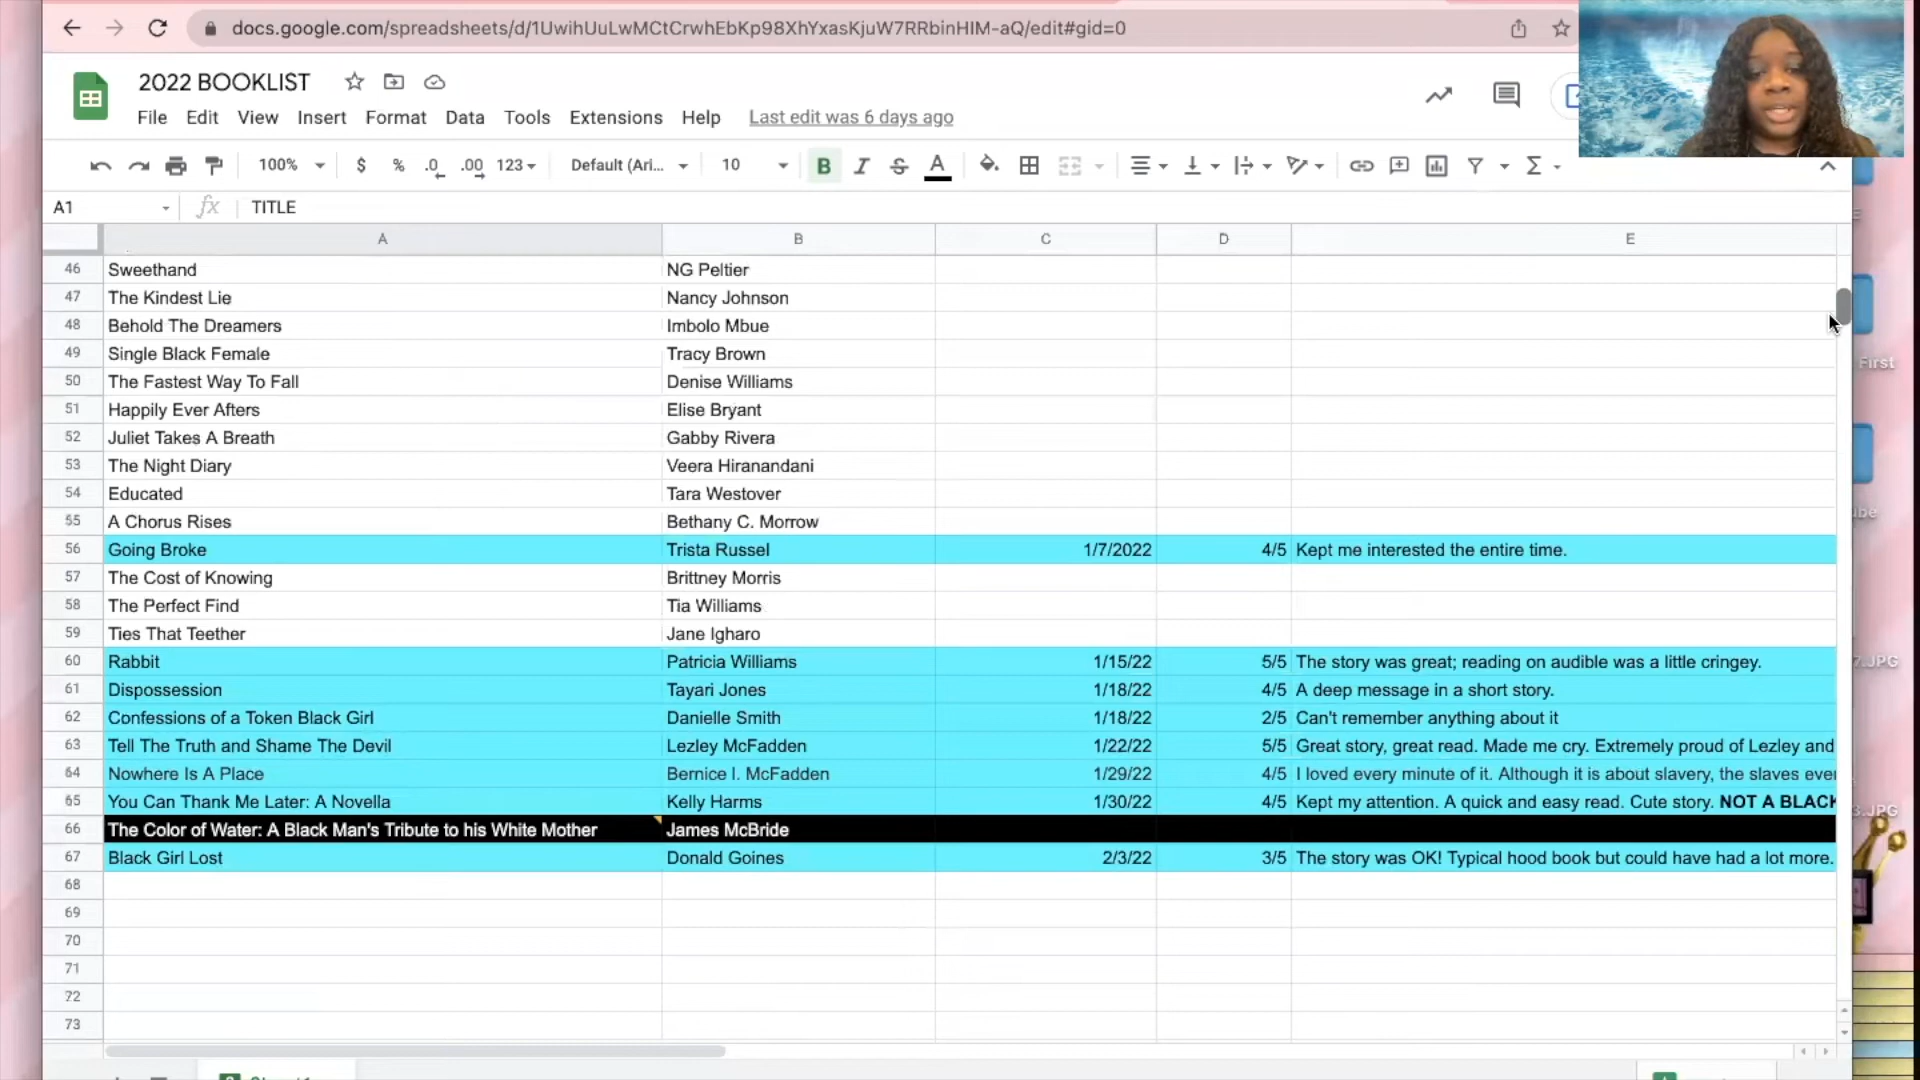 docs.google.com/spreadsheets/d/1UwihUuLwMCtCrwhEbKp98XhYxasKjuW7RRbinHIM-aQ/edit#gid=0
2022 BOOKLIST
File Edit View Insert Format Data Tools Extensions Help Last edit was 6 days ago
100% $ % .0 .00 123 Default (Ari... 10 B I S A
A1 fx TITLE
A B C D E
46 Sweethand NG Peltier
47 The Kindest Lie Nancy Johnson
48 Behold The Dreamers Imbolo Mbue
First
49 Single Black Female Tracy Brown
50 The Fastest Way To Fall Denise Williams
51 Happily Ever Afters Elise Bryant
52 Juliet Takes A Breath Gabby Rivera
53 The Night Diary Veera Hiranandani
54 Educated Tara Westover
55 A Chorus Rises Bethany C. Morrow
56 Going Broke Trista Russel 1/7/2022 4/5 Kept me interested the entire time.
57 The Cost of Knowing Brittney Morris
58 The Perfect Find Tia Williams
59 Ties That Teether Jane Igharo
60 Rabbit Patricia Williams 1/15/22 5/5 The story was great; reading on audible was a little cringey.
7.JPG
61 Dispossession Tayari Jones 1/18/22 4/5 A deep message in a short story.
62 Confessions of a Token Black Girl Danielle Smith 1/18/22 2/5 Can't remember anything about it
63 Tell The Truth and Shame The Devil Lezley McFadden 1/22/22 5/5 Great story, great read. Made me cry. Extremely proud of Lezley and
64 Nowhere Is A Place Bernice I. McFadden 1/29/22 4/5 I loved every minute of it. Although it is about slavery, the slaves ever
65 You Can Thank Me Later: A Novella Kelly Harms 1/30/22 4/5 Kept my attention. A quick and easy read. Cute story. NOT A BLACK
3.JPG
66 The Color of Water: A Black Man's Tribute to his White Mother James McBride
67 Black Girl Lost Donald Goines 2/3/22 3/5 The story was OK! Typical hood book but could have had a lot more.
68
69
70
71
72
73